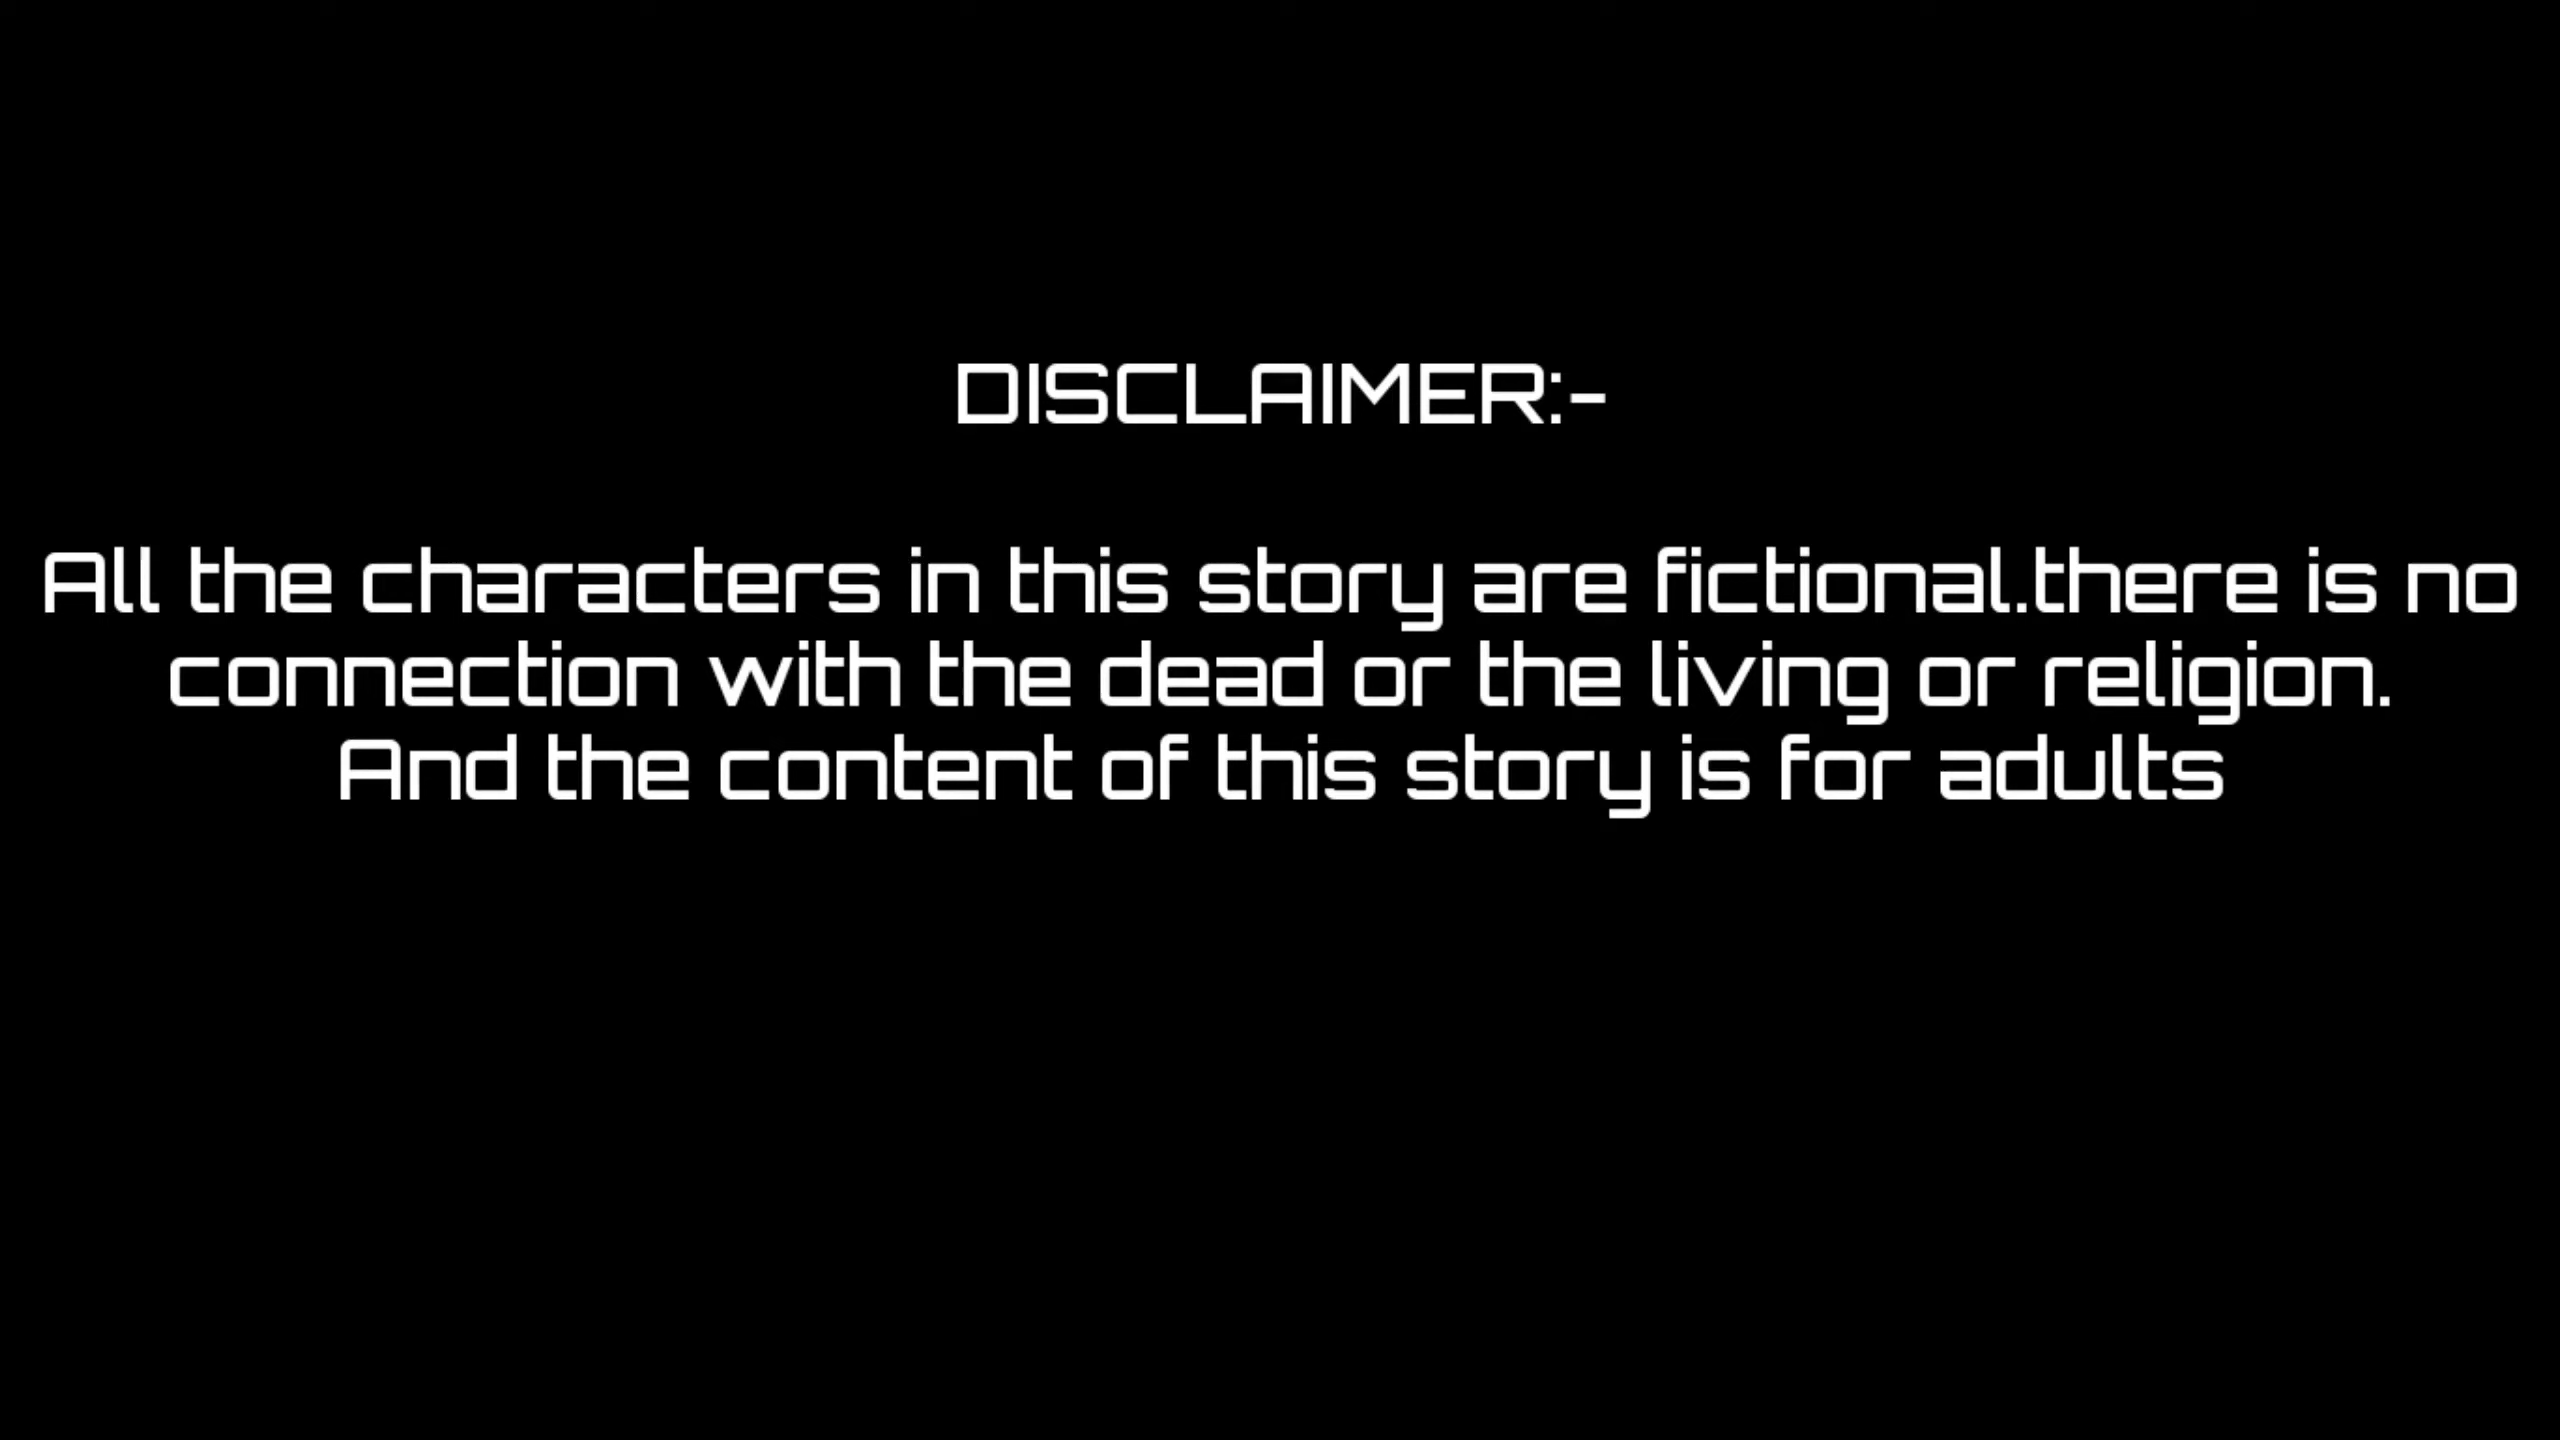 DISCLAIMER:-
All the characters in this story are fictional.there is no
connection with the dead or the living or religion.
And the content of this story is for adults